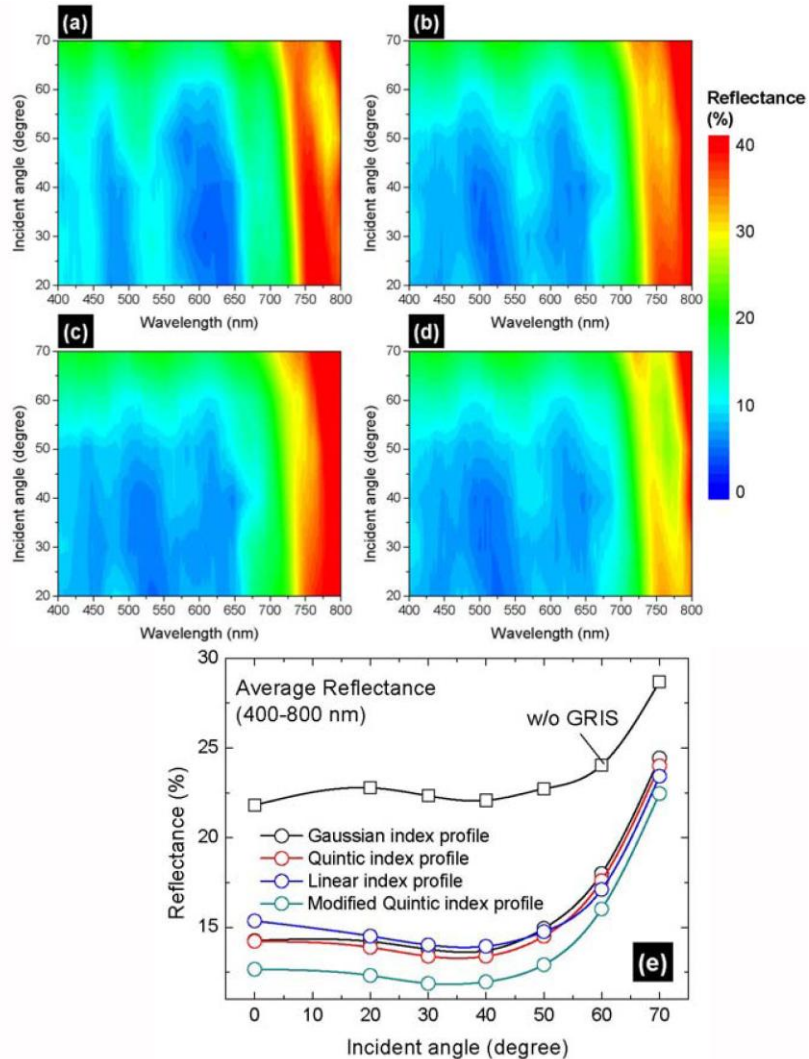 (a)
70
60
50
40
30
20
Incident angle (degree)
400 450 500 550 600 650 700 750 800
Wavelength (nm)
(b)
70
60
50
40
30
20
Incident angle (degree)
400 450 500 550 600 650 700 750 800
Wavelength (nm)
Reflectance
(%)
40
30
20
10
0
(c)
70
60
50
40
30
20
Incident angle (degree)
400 450 500 550 600 650 700 750 800
Wavelength (nm)
(d)
70
60
50
40
30
20
Incident angle (degree)
400 450 500 550 600 650 700 750 800
Wavelength (nm)
30
25
20
15
Reflectance (%)
Average Reflectance
(400-800 nm)
w/o GRIS
Gaussian index profile
Quintic index profile
Linear index profile
Modified Quintic index profile
(e)
0 10 20 30 40 50 60 70
Incident angle (degree)